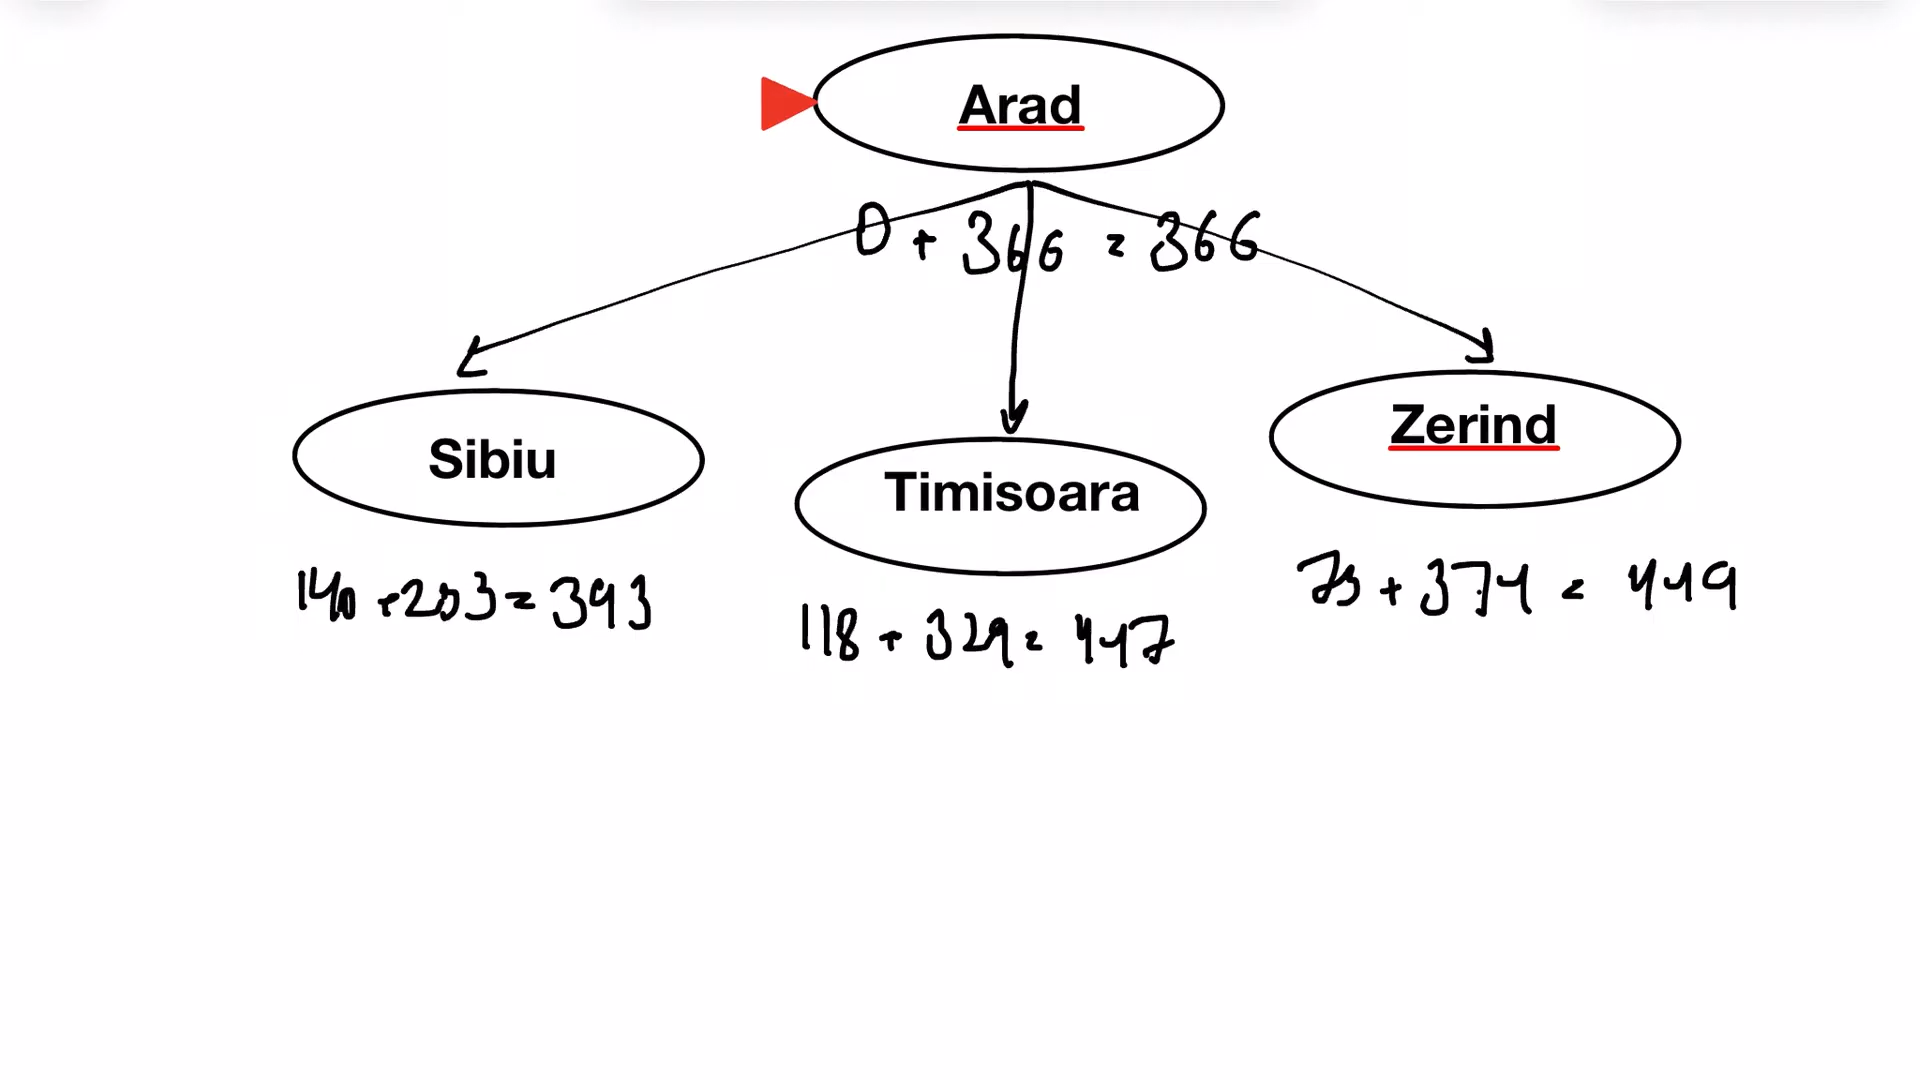 Arad
0 + 366 = 366
Sibiu
Timisoara
Zerind
140 + 253 = 393
118 + 329 = 447
75 + 374 = 449